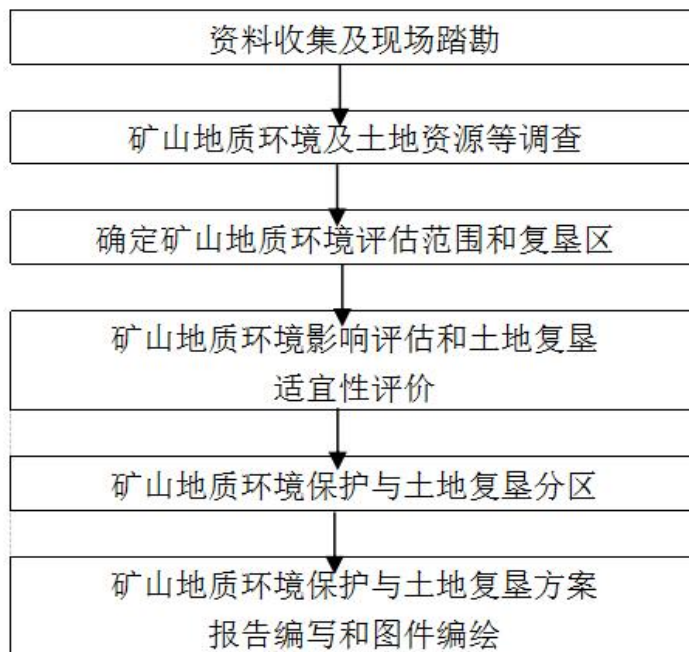 资料收集及现场踏勘
矿山地质环境及土地资源等调查
确定矿山地质环境评估范围和复垦区
矿山地质环境影响评估和土地复垦
适宜性评价
矿山地质环境保护与土地复垦分区
矿山地质环境保护与土地复垦方案
报告编写和图件编绘